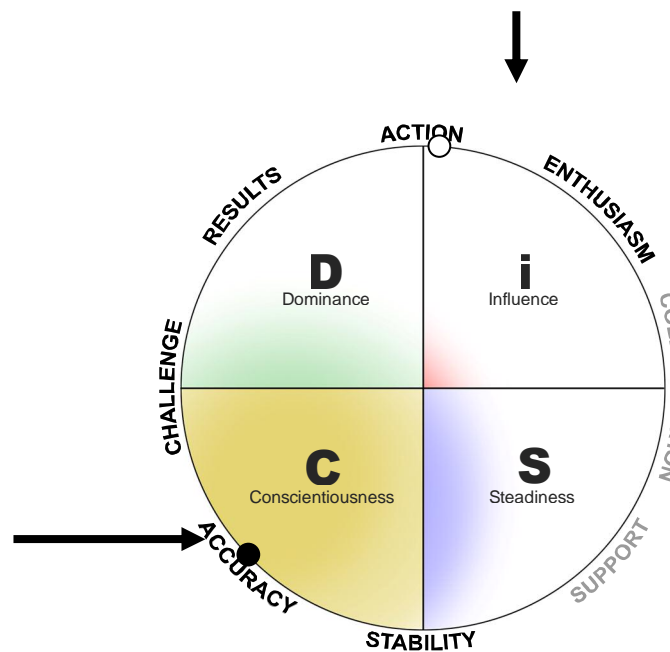 ACTION
RESULTS
ENTHUSIASM
D
Dominance
i
Influence
CHALLENGE
C
Conscientiousness
S
Steadiness
ACCURACY
SUPPORT
STABILITY